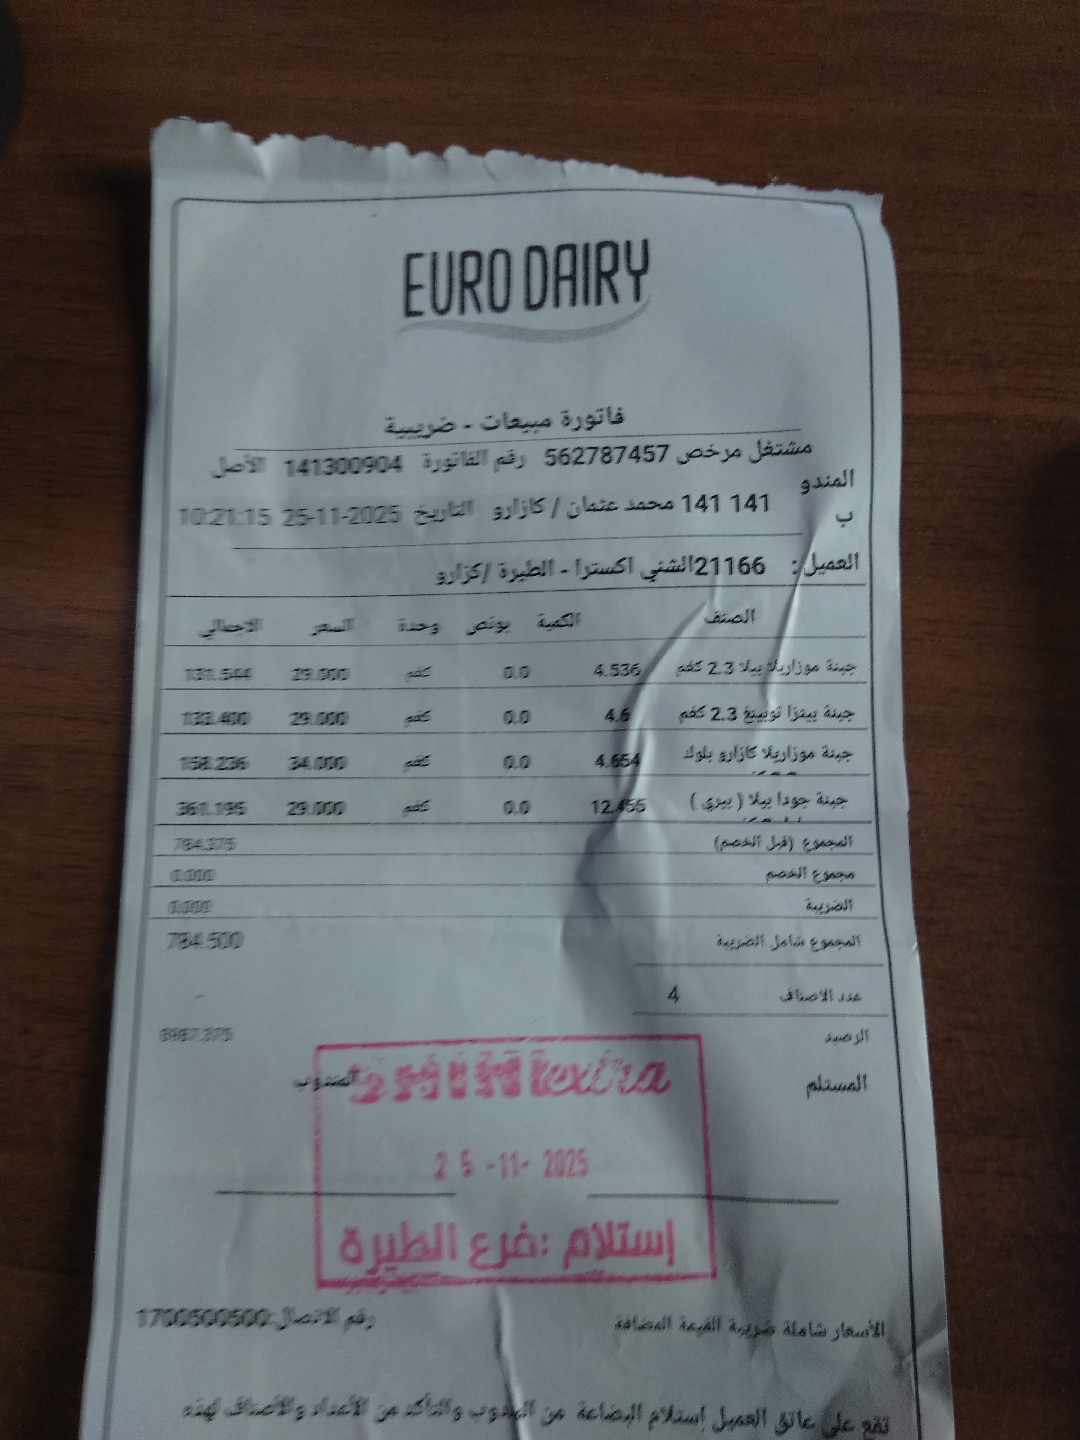 EURO DAIRY
فاتورة مبيعات - ضريبية
مشتغل مرخص 562787457 رقم الفاتورة 141300904 الأصل
المندوب 141 141 محمد عثمان / كازارو التاريخ 25-11-2025 10:21:15
العميل : 21166الشني اكسترا - الطيرة /كزارو
الصنف الكمية بونص وحدة السعر الاجمالي
جبنة موزاريلا بيلا 2.3 كغم 4.536 0.0 كغم 29.000 131.544
جبنة بيتزا توبينغ 2.3 كغم 4.6 0.0 كغم 29.000 133.400
جبنة موزاريلا كازارو بلوك 4.654 0.0 كغم 34.000 158.236
جبنة جودا بيلا ( بيري ) 12.455 0.0 كغم 29.000 361.195
المجموع (قبل الخصم) 784.375
مجموع الخصم 0.000
الضريبة 0.000
المجموع شامل الضريبة 784.500
عدد الاصناف 4
الرصيد
المستلم المندوب
SHINI extra
25 -11- 2025
إستلام :فرع الطيرة
الأسعار شاملة ضريبة القيمة المضافة رقم الاتصال:1700500500
تقع على عاتق العميل إستلام البضاعة من المندوب والتأكد من الأعداد والأصناف لهذه